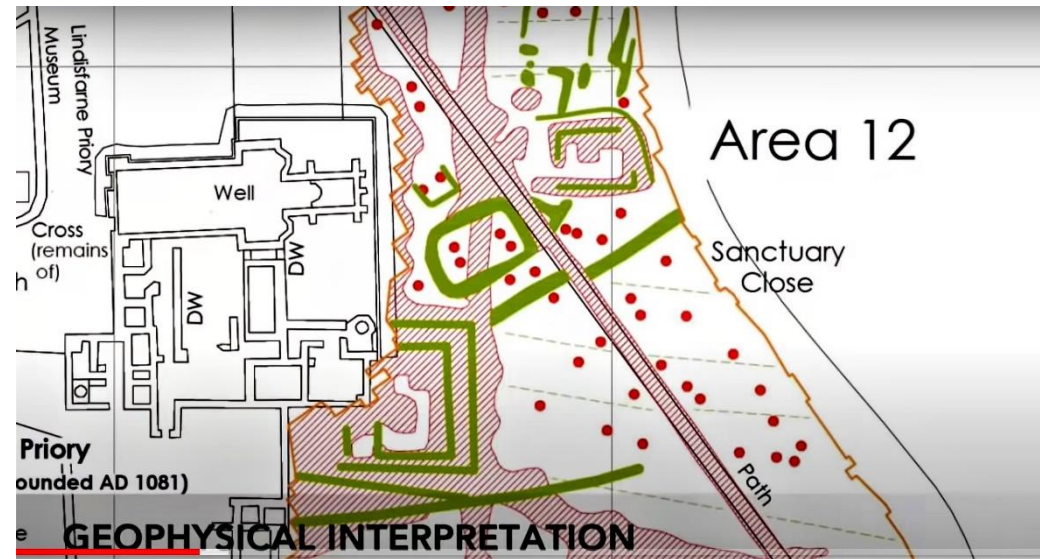 Lindisfarne Priory
Museum
Area 12
Well
Cross
(remains
of)
h
DW
DW
Sanctuary
Close
Priory
ounded AD 1081)
Path
e
GEOPHYSICAL INTERPRETATION